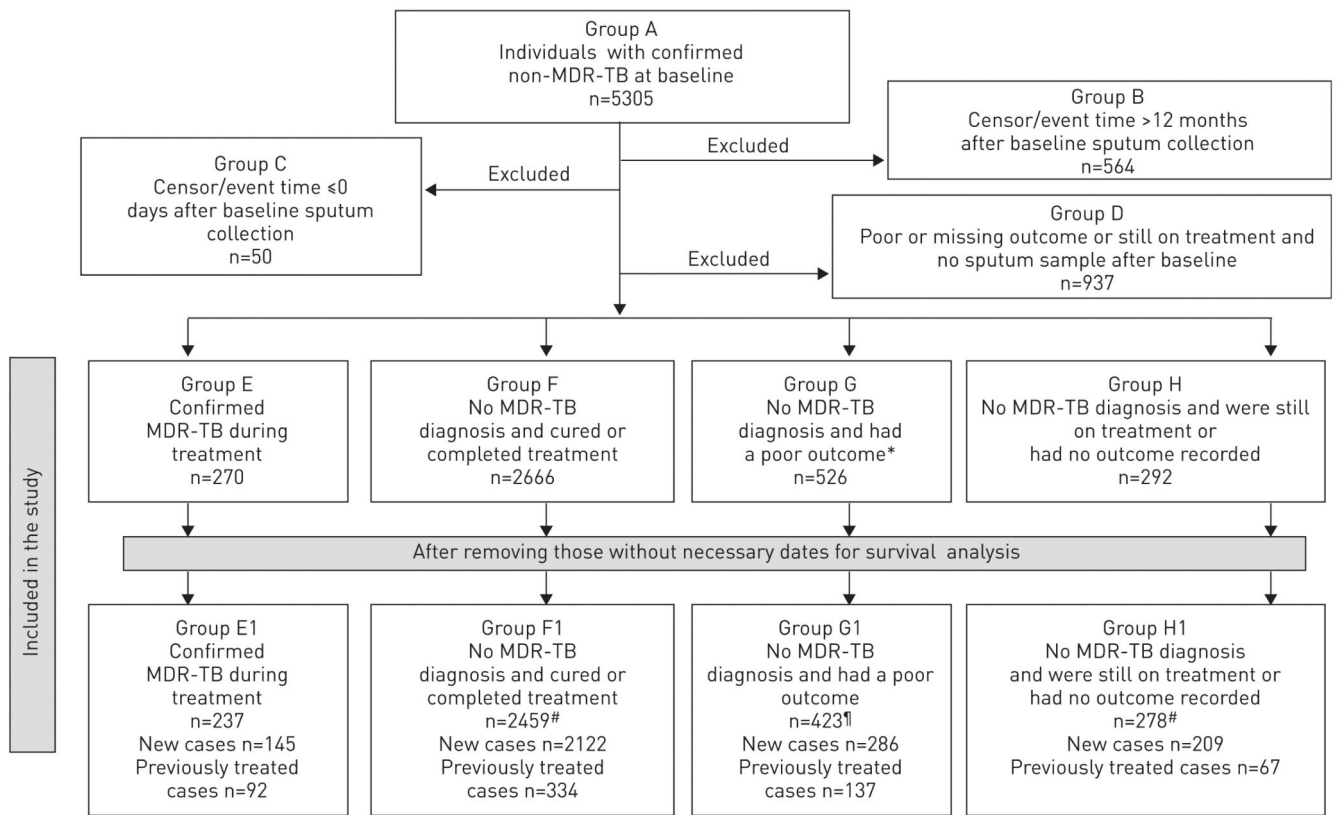 Group A
Individuals with confirmed
non-MDR-TB at baseline
n=5305
Group B
Censor/event time >12 months
after baseline sputum collection
n=564
Excluded
Group C
Censor/event time ⩽0
days after baseline sputum
collection
n=50
Excluded
Group D
Poor or missing outcome or still on treatment and
no sputum sample after baseline
n=937
Excluded
Included in the study
Group E
Confirmed
MDR-TB during
treatment
n=270
Group F
No MDR-TB
diagnosis and cured or
completed treatment
n=2666
Group G
No MDR-TB
diagnosis and had
a poor outcome*
n=526
Group H
No MDR-TB diagnosis and were still
on treatment or
had no outcome recorded
n=292
After removing those without necessary dates for survival analysis
Group E1
Confirmed
MDR-TB during
treatment
n=237
New cases n=145
Previously treated
cases n=92
Group F1
No MDR-TB
diagnosis and cured or
completed treatment
n=2459#
New cases n=2122
Previously treated
cases n=334
Group G1
No MDR-TB
diagnosis and had a poor
outcome
n=423¶
New cases n=286
Previously treated
cases n=137
Group H1
No MDR-TB diagnosis
and were still on treatment or
had no outcome recorded
n=278#
New cases n=209
Previously treated cases n=67